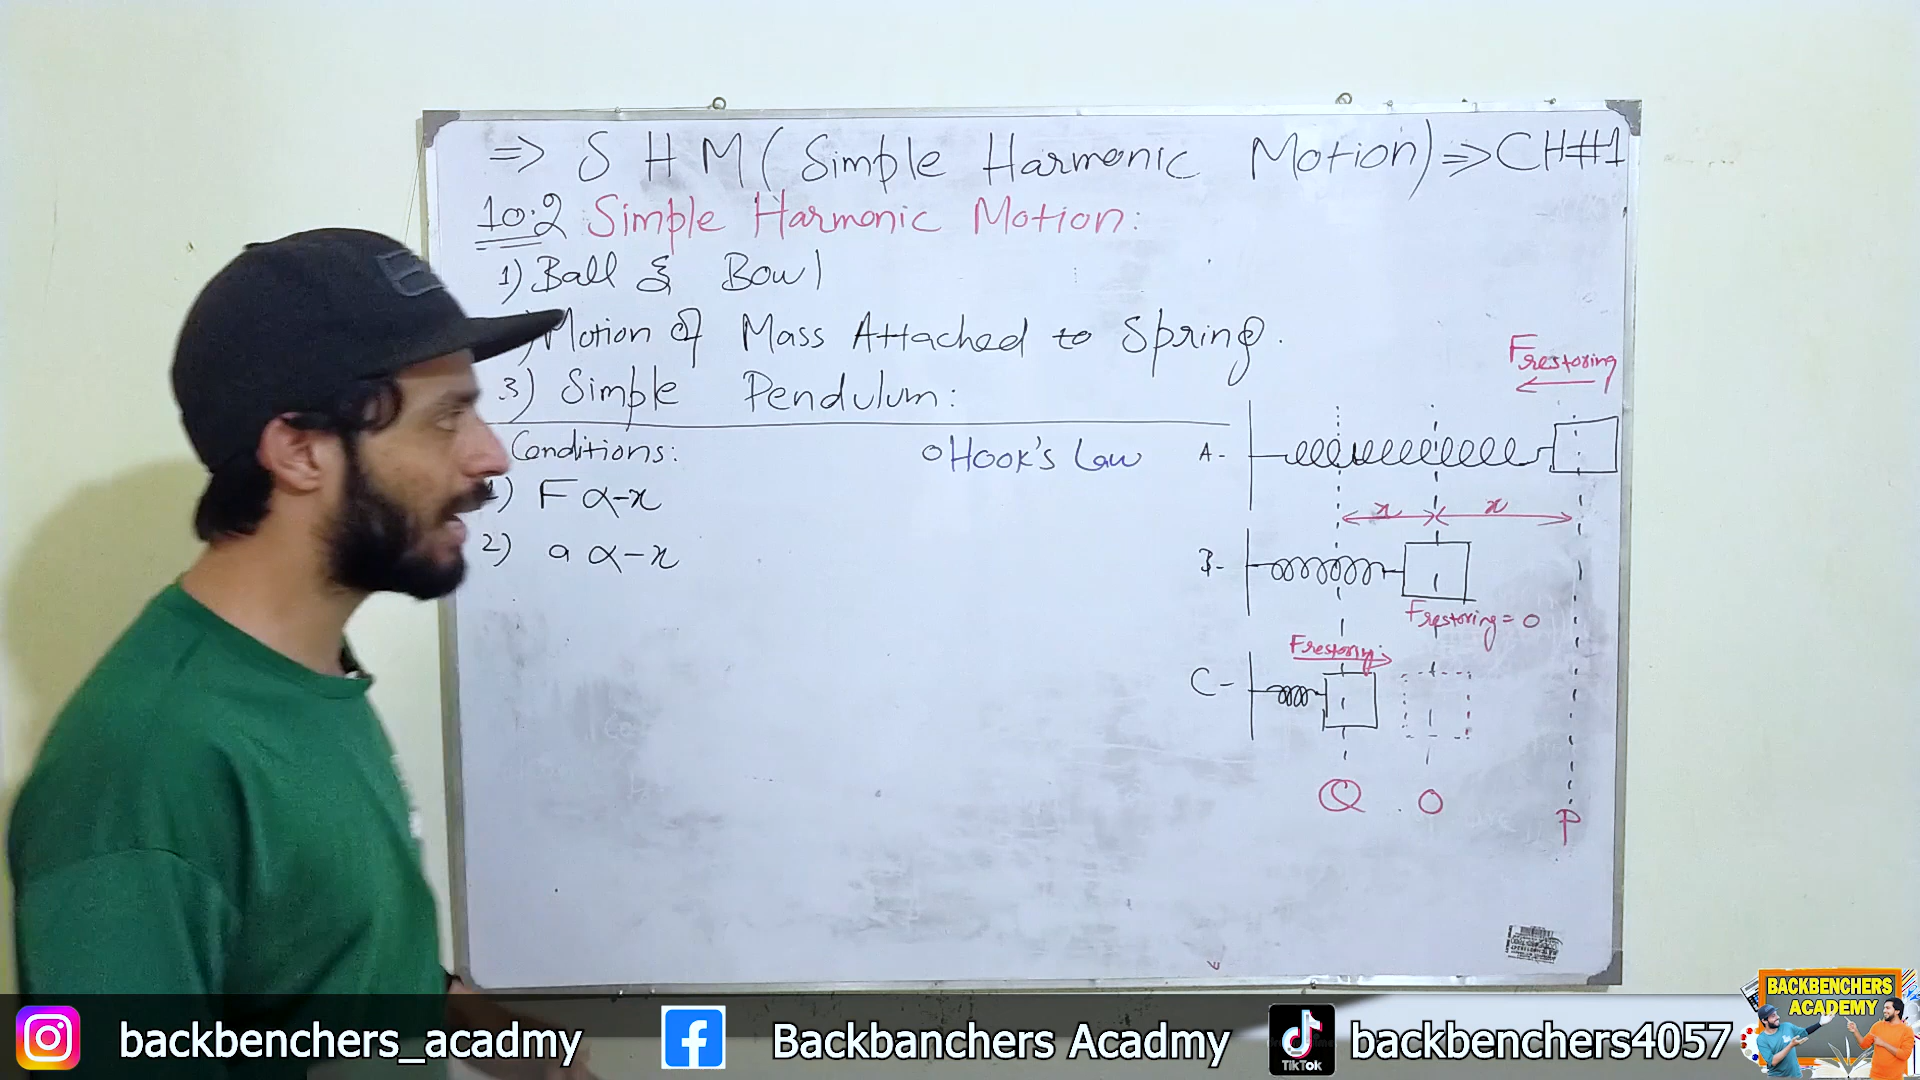 ⇒ S H M ( Simple Harmonic Motion) ⇒ CH#1
10.2 Simple Harmonic Motion:
1) Ball & Bowl
) Motion of Mass Attached to Spring.
3) Simple Pendulum:
Conditions:
1) F α -x
2) a α -x
o Hook's Law
Frestoring
A-
x x
B-
Frestoring = 0
Frestoring
C-
Q O P
backbenchers_acadmy
Backbanchers Acadmy
TikTok
backbenchers4057
BACKBENCHERS
ACADEMY